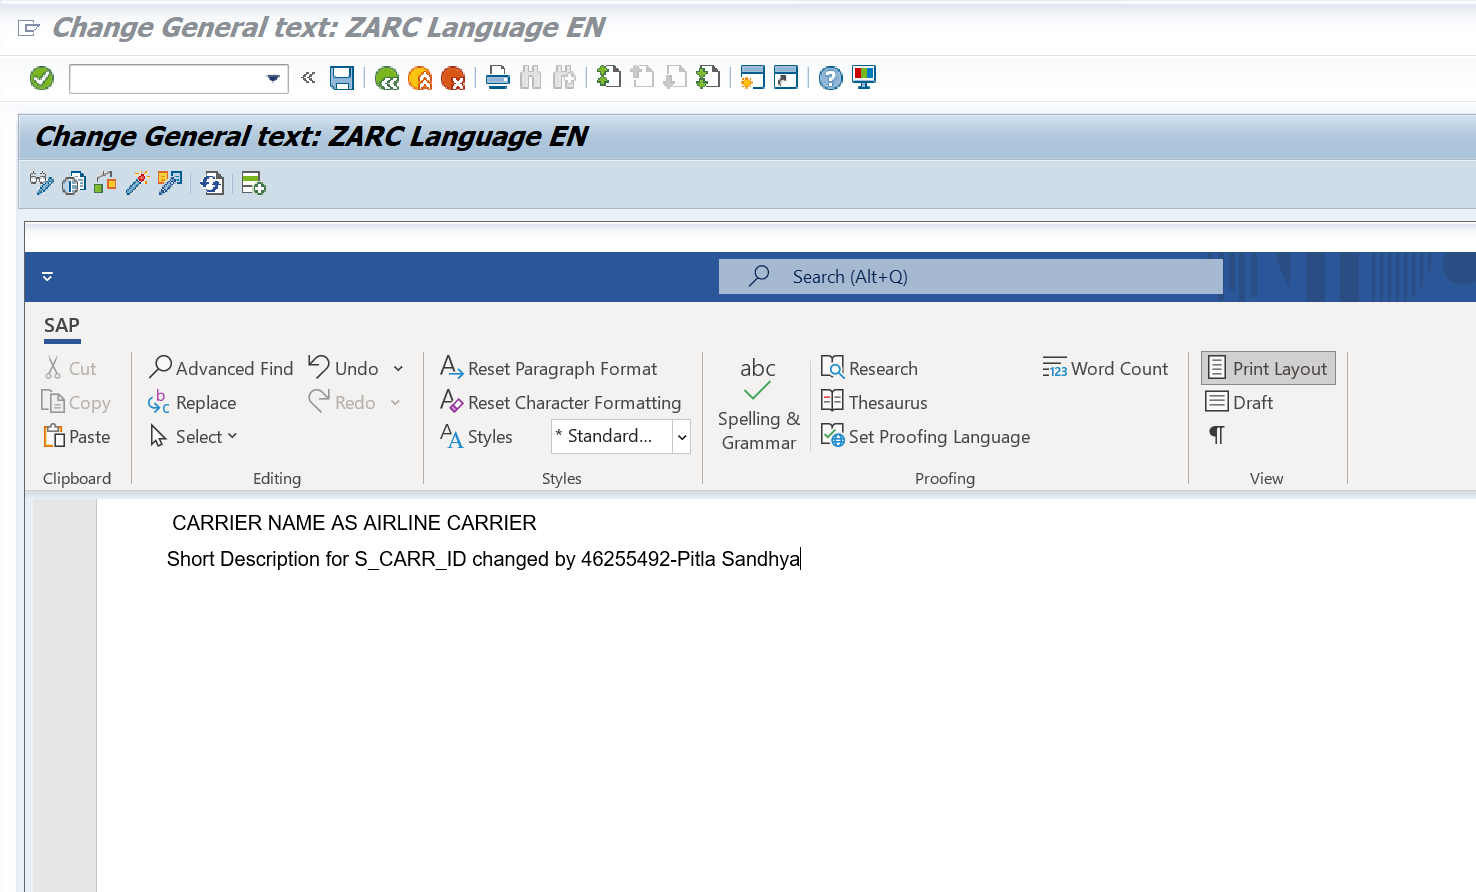 Change General text: ZARC Language EN
Change General text: ZARC Language EN
Search (Alt+Q)
SAP
Cut
Copy
Paste
Clipboard
Advanced Find
Replace
Select
Undo
Redo
Editing
Reset Paragraph Format
Reset Character Formatting
Styles
* Standard...
Styles
abc
Spelling &
Grammar
Research
Thesaurus
Set Proofing Language
Word Count
Proofing
Print Layout
Draft
View
CARRIER NAME AS AIRLINE CARRIER
Short Description for S_CARR_ID changed by 46255492-Pitla Sandhya